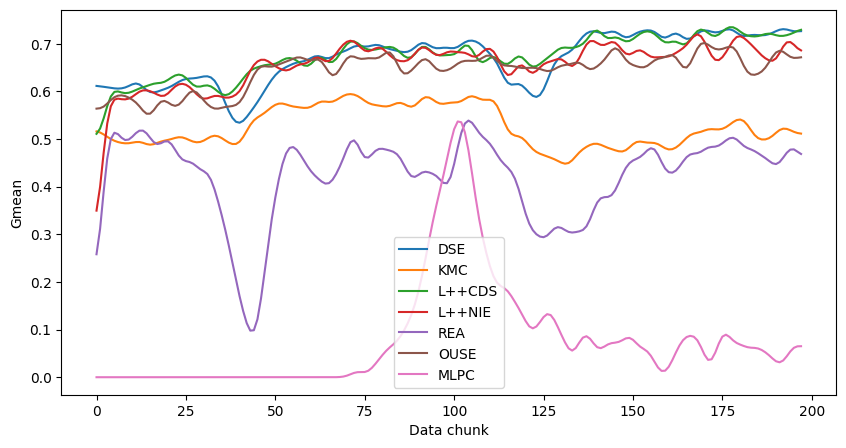 Gmean
0.7
0.6
0.5
0.4
0.3
0.2
0.1
0.0
DSE
KMC
L++CDS
L++NIE
REA
OUSE
MLPC
0 25 50 75 100 125 150 175 200
Data chunk